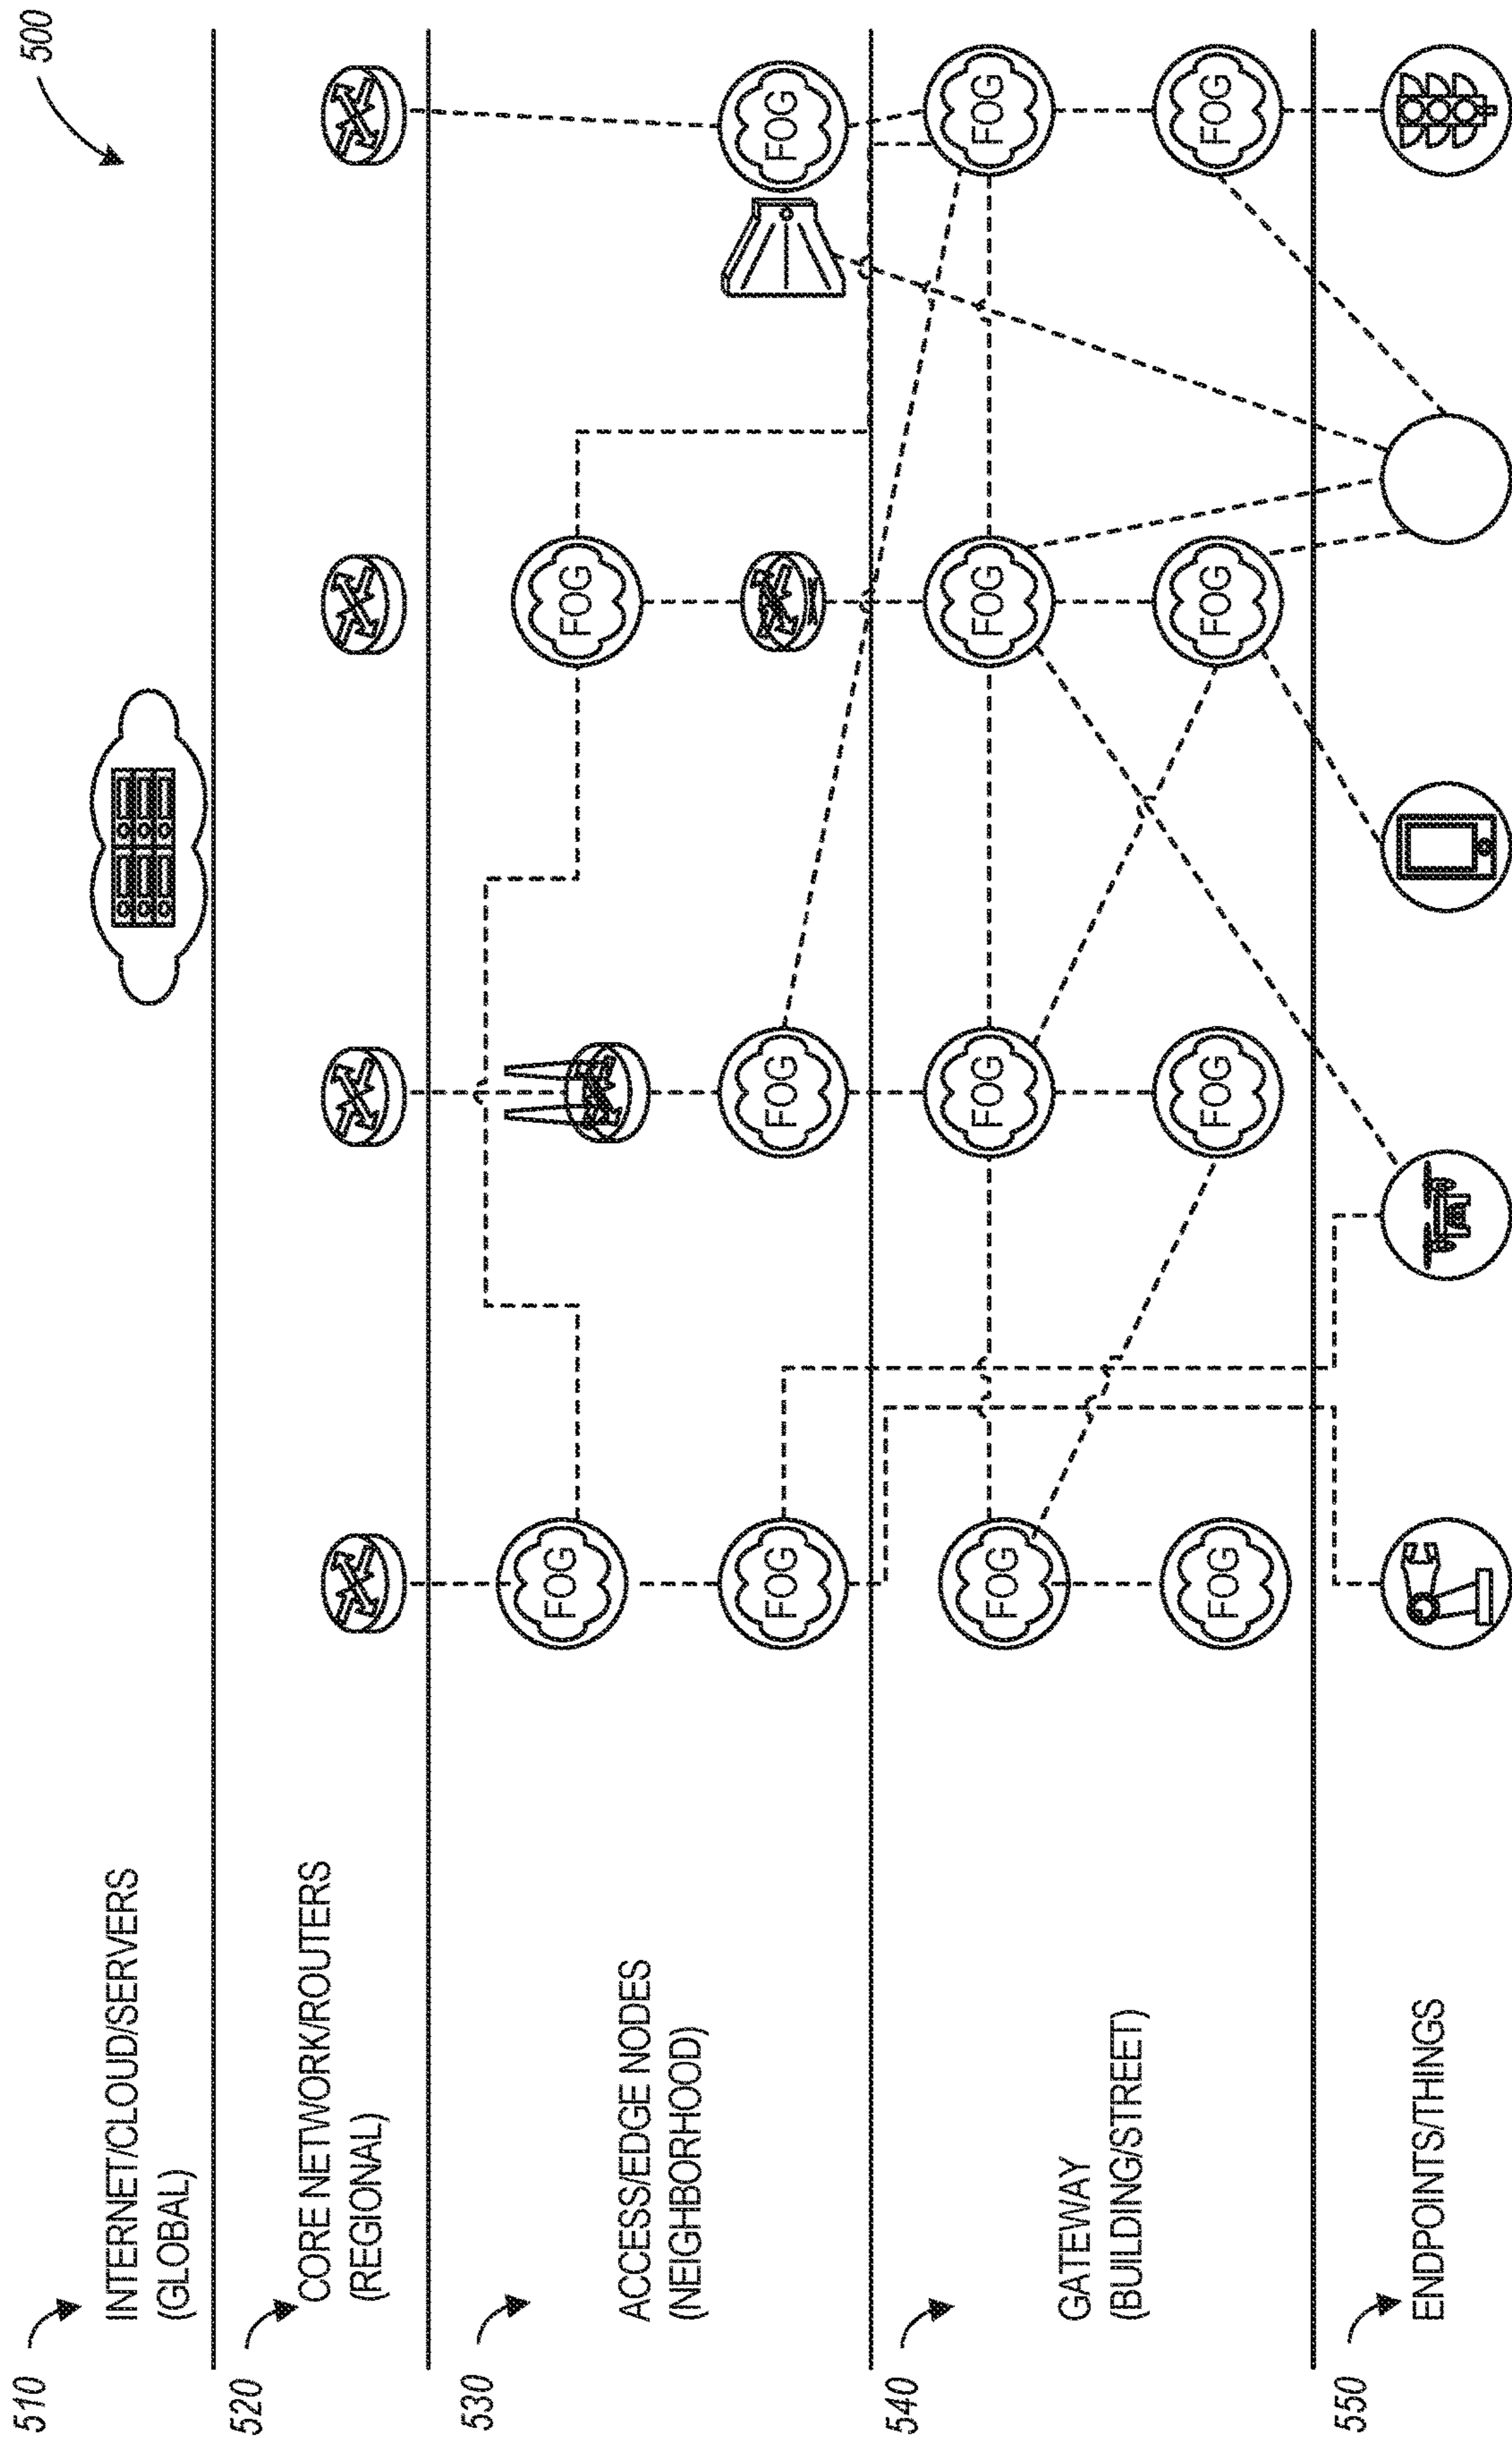 500
510
INTERNET/CLOUD/SERVERS
(GLOBAL)
520
CORE NETWORK/ROUTERS
(REGIONAL)
530
ACCESS/EDGE NODES
(NEIGHBORHOOD)
FOG
FOG
FOG
FOG
FOG
540
GATEWAY
(BUILDING/STREET)
FOG
FOG
FOG
FOG
FOG
FOG
FOG
FOG
550
ENDPOINTS/THINGS